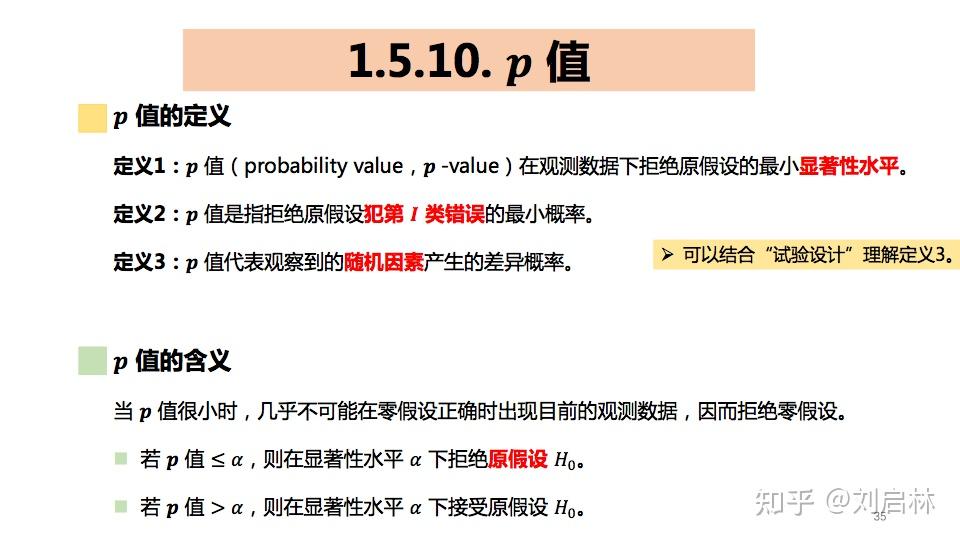 1.5.10. p 值
p 值的定义
定义1：p 值（probability value，p -value）在观测数据下拒绝原假设的最小显著性水平。
定义2：p 值是指拒绝原假设犯第 I 类错误的最小概率。
定义3：p 值代表观察到的随机因素产生的差异概率。
➢ 可以结合“试验设计”理解定义3。
p 值的含义
当 p 值很小时，几乎不可能在零假设正确时出现目前的观测数据，因而拒绝零假设。
若 p 值 ≤ α，则在显著性水平 α 下拒绝原假设 H₀。
若 p 值 > α，则在显著性水平 α 下接受原假设 H₀。
知乎 @刘启林
35